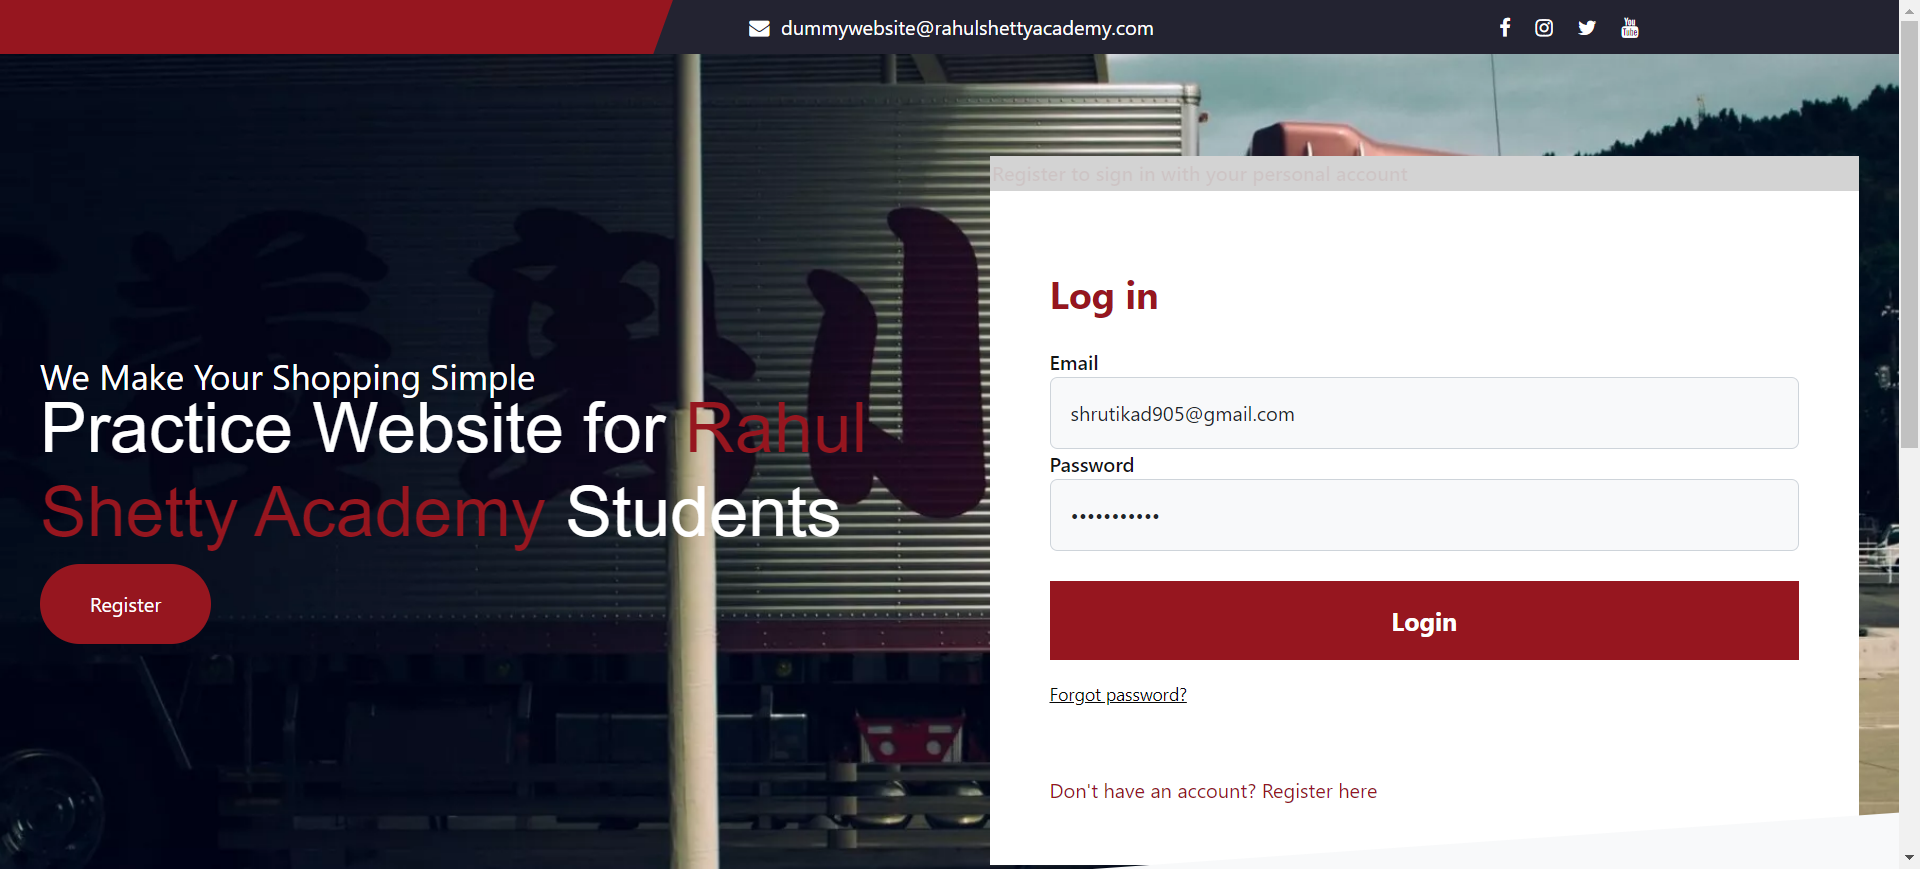 dummywebsite@rahulshettyacademy.com
We Make Your Shopping Simple
Practice Website for Rahul
Shetty Academy Students
Register
Register to sign in with your personal account
Log in
Email
shrutikad905@gmail.com
Password
•••••••••••
Login
Forgot password?
Don't have an account? Register here